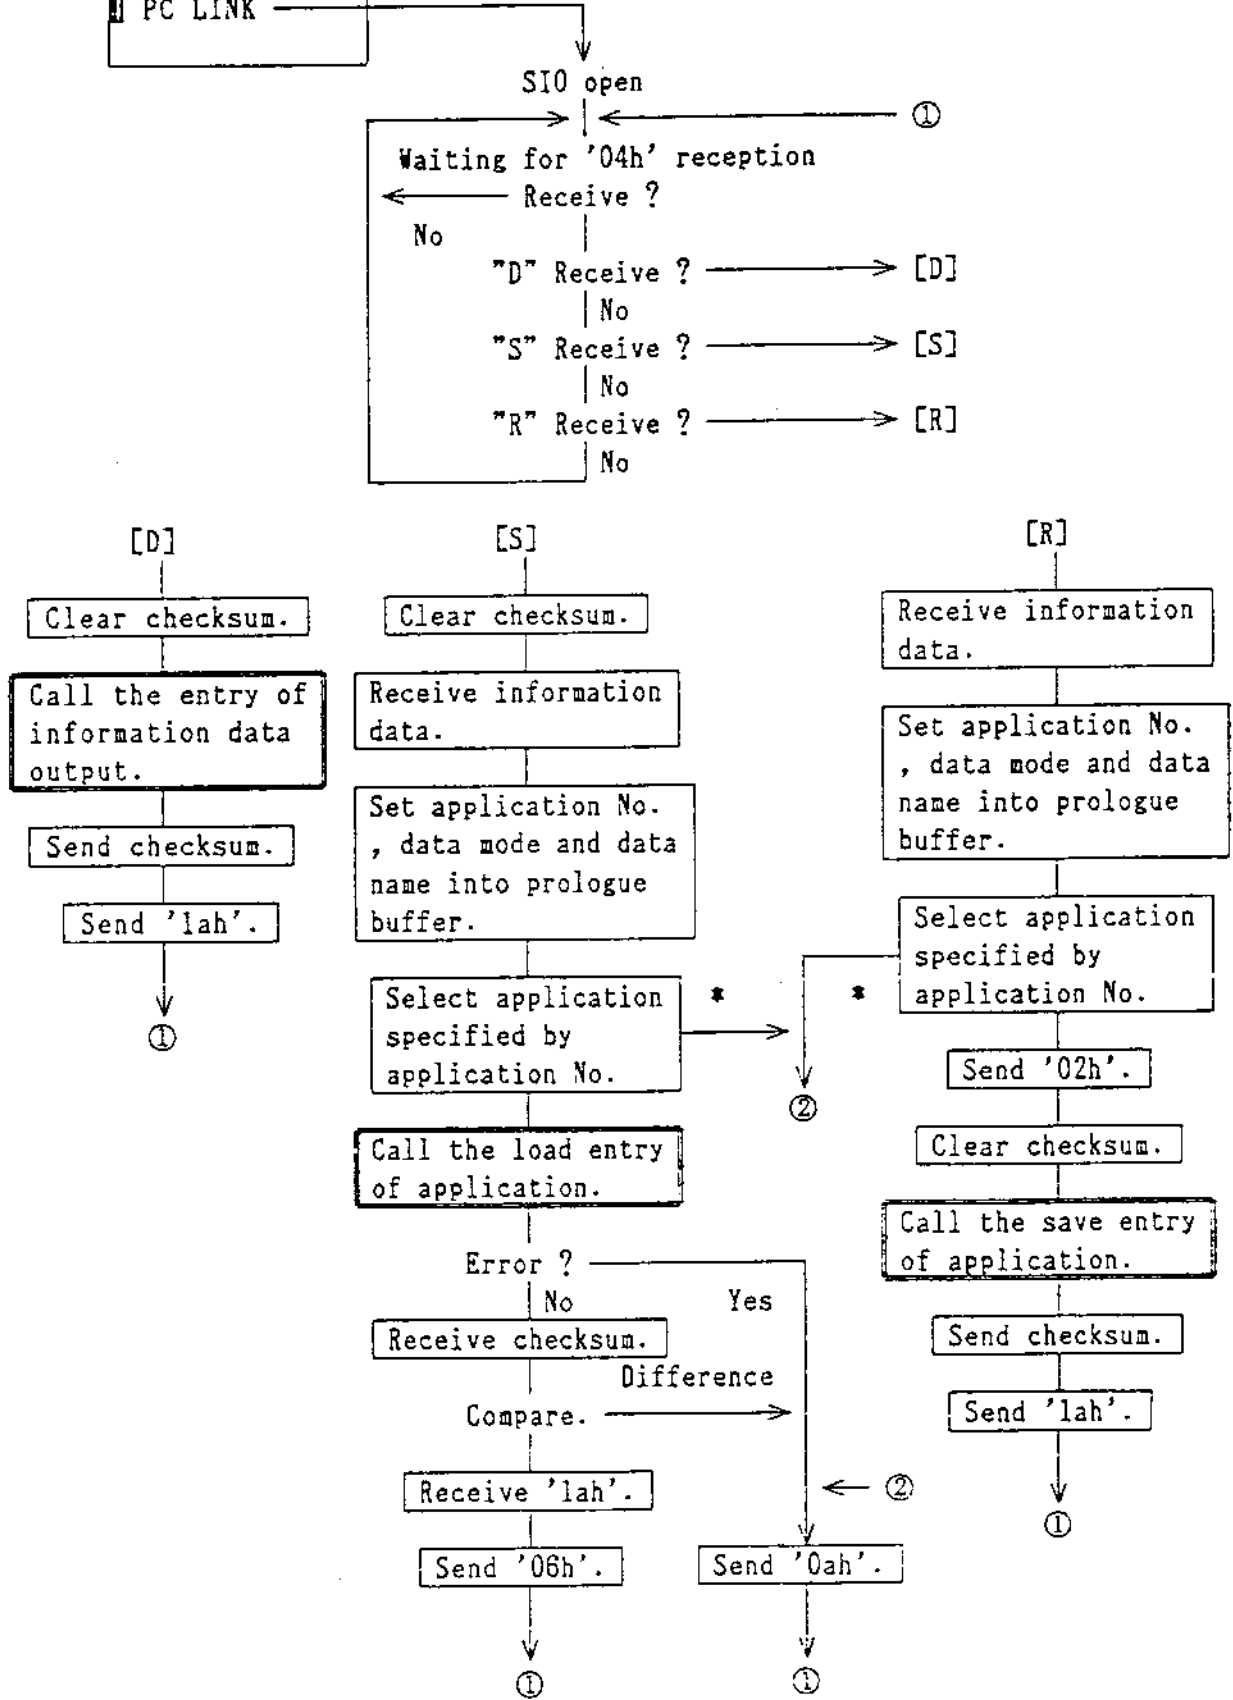 PC LINK
SIO open
①
Waiting for '04h' reception
Receive ?
No
"D" Receive ? [D]
No
"S" Receive ? [S]
No
"R" Receive ? [R]
No
[D]
Clear checksum.
Call the entry of
information data
output.
Send checksum.
Send '1ah'.
①
[S]
Clear checksum.
Receive information
data.
Set application No.
, data mode and data
name into prologue
buffer.
Select application
specified by
application No.
*
Call the load entry
of application.
Error ?
No
Yes
Receive checksum.
Difference
Compare.
Receive '1ah'.
Send '06h'.
①
②
Send '0ah'.
①
[R]
Receive information
data.
Set application No.
, data mode and data
name into prologue
buffer.
Select application
specified by
application No.
*
②
Send '02h'.
Clear checksum.
Call the save entry
of application.
Send checksum.
Send '1ah'.
①